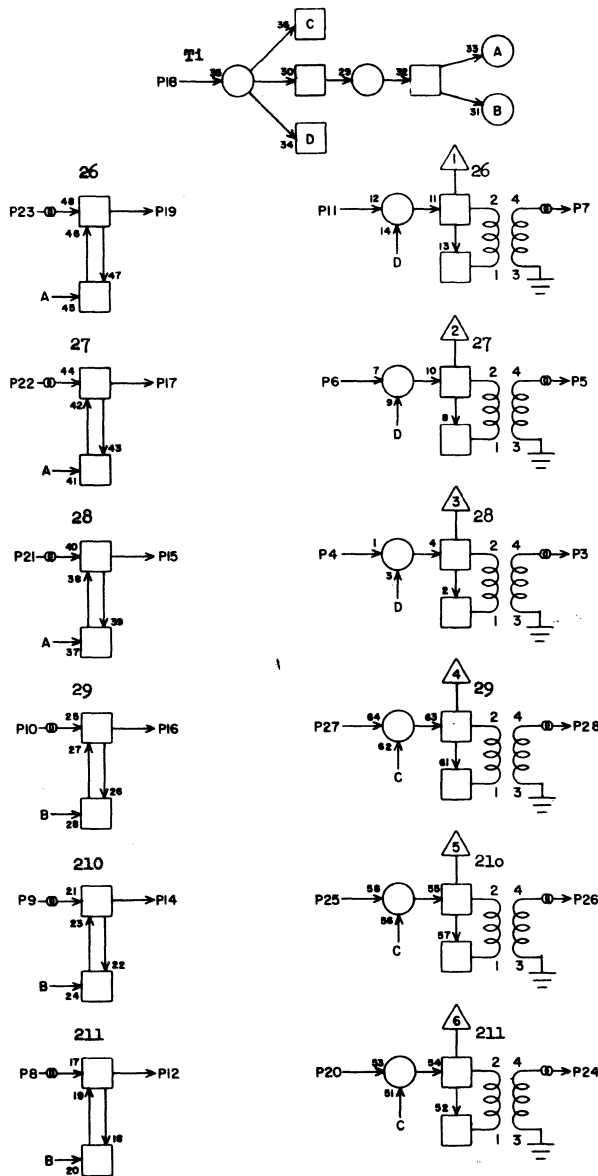 36 C
T1 33 A
P18 35 30 29 32
31 B
34 D
26
P23 48 P19
46 47
A 45
27
P22 44 P17
42 43
A 41
28
P21 40 P15
38 39
A 37
29
P10 25 P16
27 26
B 28
210
P9 21 P14
23 22
B 24
211
P8 17 P12
19 18
B 20
1 26
P11 12 11 2 4 P7
14 13
D 1 3
2 27
P6 7 10 2 4 P5
9 8
D 1 3
3 28
P4 1 4 2 4 P3
3 2
D 1 3
4 29
P27 64 63 2 4 P28
62 61
C 1 3
5 210
P25 58 55 2 4 P26
56 57
C 1 3
6 211
P20 53 54 2 4 P24
51 52
C 1 3